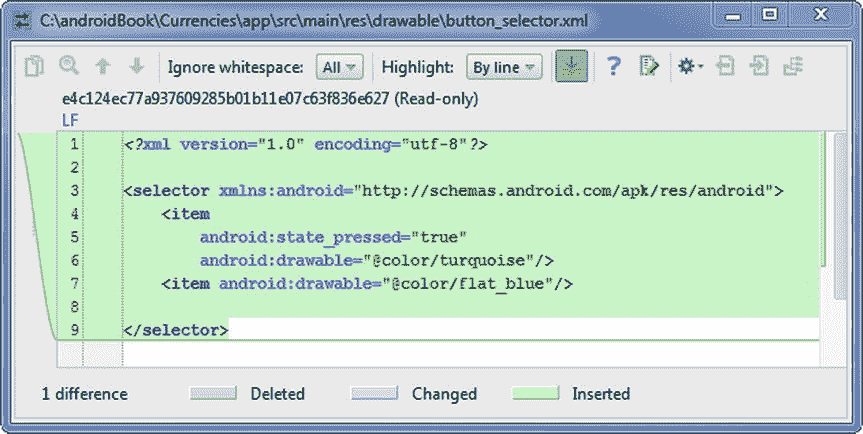 C:\androidBook\Currencies\app\src\main\res\drawable\button_selector.xml
Ignore whitespace: All Highlight: By line ?
e4c124ec77a937609285b01b11e07c63f836e627 (Read-only)
LF
1 <?xml version="1.0" encoding="utf-8"?>
2
3 <selector xmlns:android="http://schemas.android.com/apk/res/android">
4 <item
5 android:state_pressed="true"
6 android:drawable="@color/turquoise"/>
7 <item android:drawable="@color/flat_blue"/>
8
9 </selector>
1 difference Deleted Changed Inserted